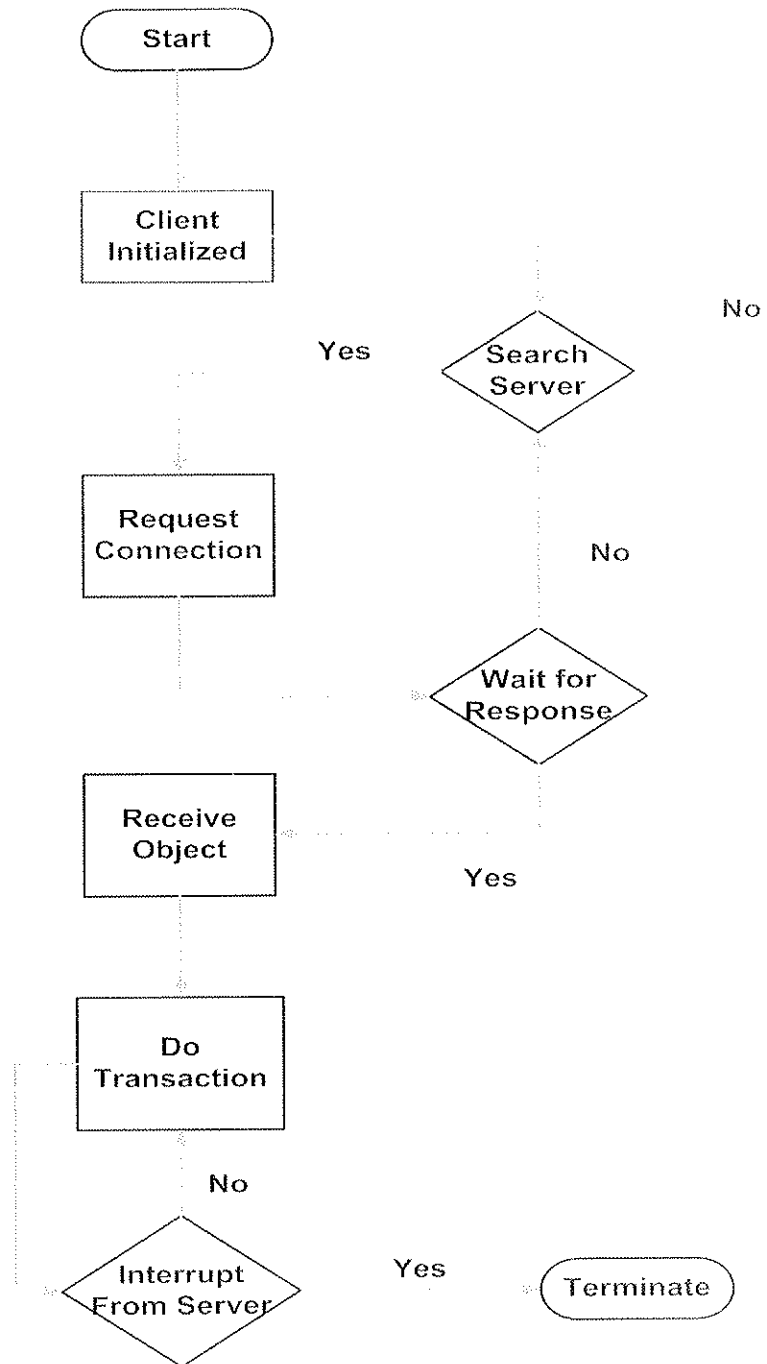 Start
Client
Initialized
No
Yes
Search
Server
Request
Connection
No
Wait for
Response
Receive
Object
Yes
Do
Transaction
No
Interrupt
From Server
Yes
Terminate